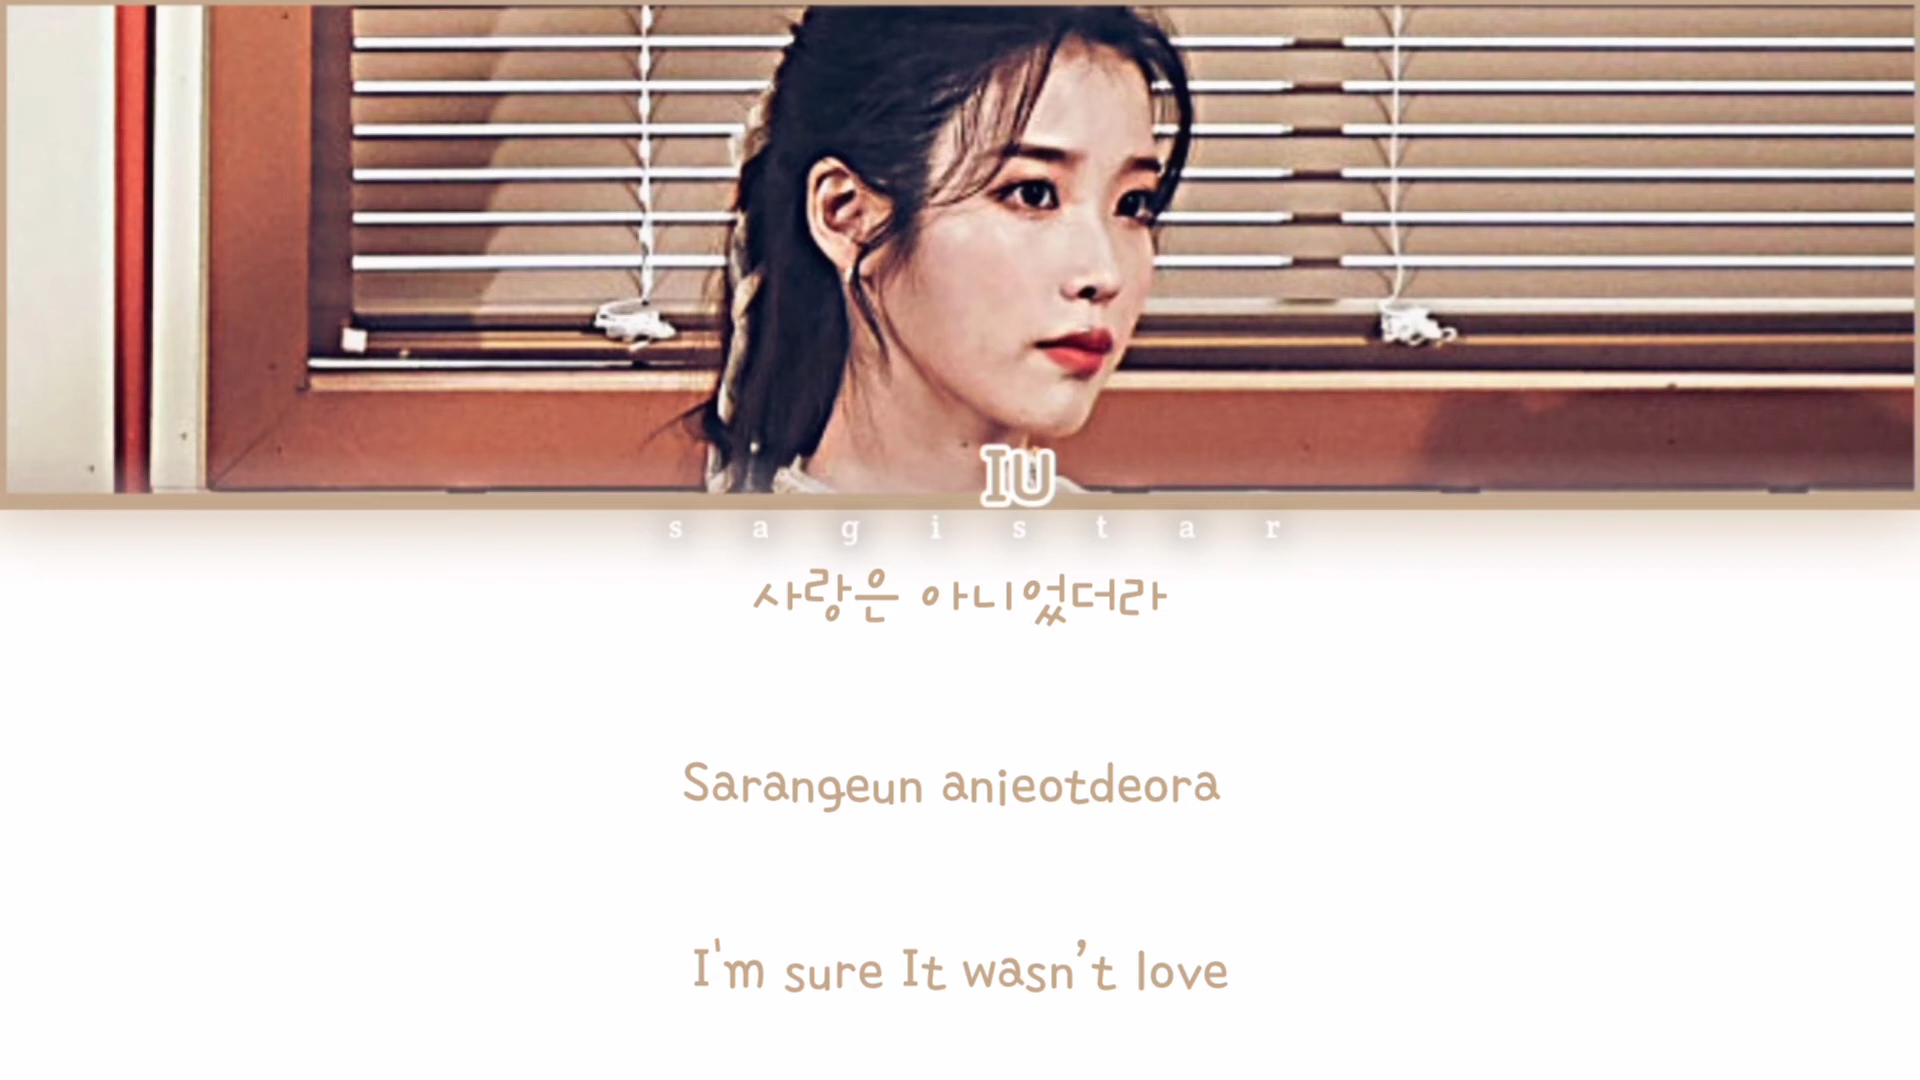 IU
sagistar
사랑은 아니었더라
Sarangeun anieotdeora
I'm sure It wasn't love